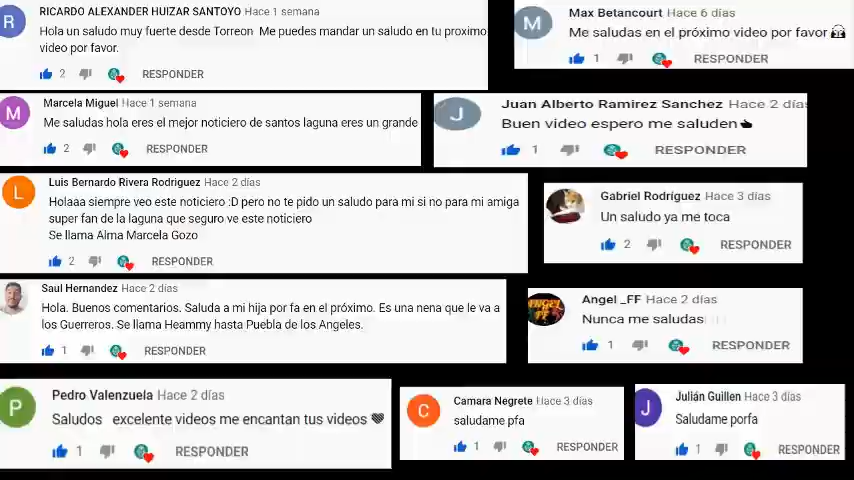 R
RICARDO ALEXANDER HUIZAR SANTOYO Hace 1 semana
Hola un saludo muy fuerte desde Torreon Me puedes mandar un saludo en tu proximo
video por favor.
2 RESPONDER
M
Max Betancourt Hace 6 días
Me saludas en el próximo video por favor
1 RESPONDER
M
Marcela Miguel Hace 1 semana
Me saludas hola eres el mejor noticiero de santos laguna eres un grande
2 RESPONDER
J
Juan Alberto Ramirez Sanchez Hace 2 días
Buen video espero me saluden
1 RESPONDER
L
Luis Bernardo Rivera Rodriguez Hace 2 días
Holaaa siempre veo este noticiero :D pero no te pido un saludo para mi si no para mi amiga
super fan de la laguna que seguro ve este noticiero
Se llama Alma Marcela Gozo
2 RESPONDER
Gabriel Rodríguez Hace 3 días
Un saludo ya me toca
2 RESPONDER
Saul Hernandez Hace 2 días
Hola. Buenos comentarios. Saluda a mi hija por fa en el próximo. Es una nena que le va a
los Guerreros. Se llama Heammy hasta Puebla de los Angeles.
1 RESPONDER
ANGEL
FF
Angel _FF Hace 2 días
Nunca me saludas
1 RESPONDER
P
Pedro Valenzuela Hace 2 días
Saludos excelente videos me encantan tus videos
1 RESPONDER
C
Camara Negrete Hace 3 días
saludame pfa
1 RESPONDER
J
Julián Guillen Hace 3 días
Saludame porfa
1 RESPONDER